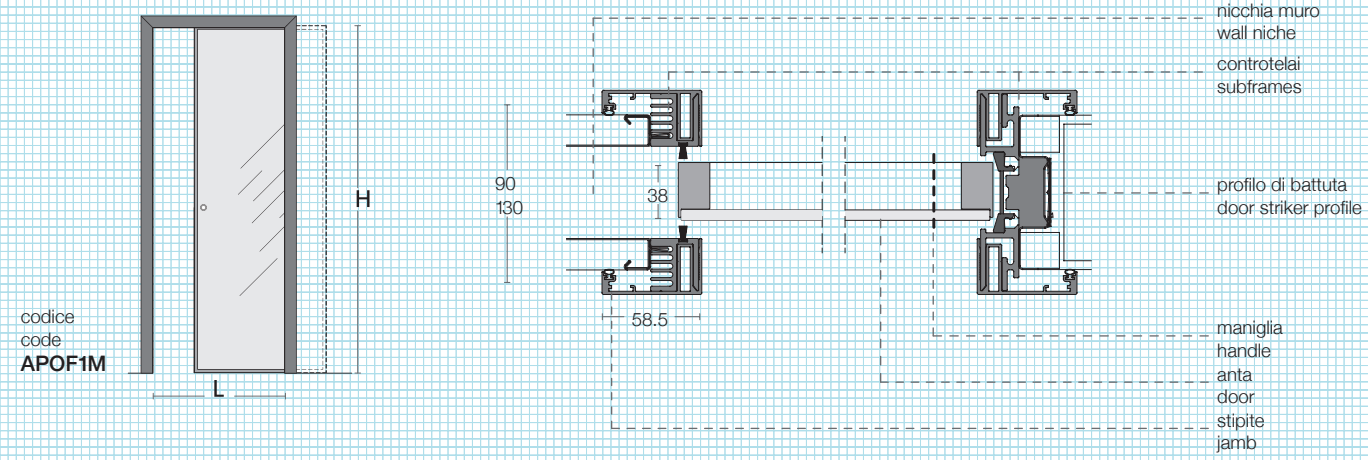 codice
code
APOF1M
L
H
90
130
38
58.5
nicchia muro
wall niche
controtelai
subframes
profilo di battuta
door striker profile
maniglia
handle
anta
door
stipite
jamb